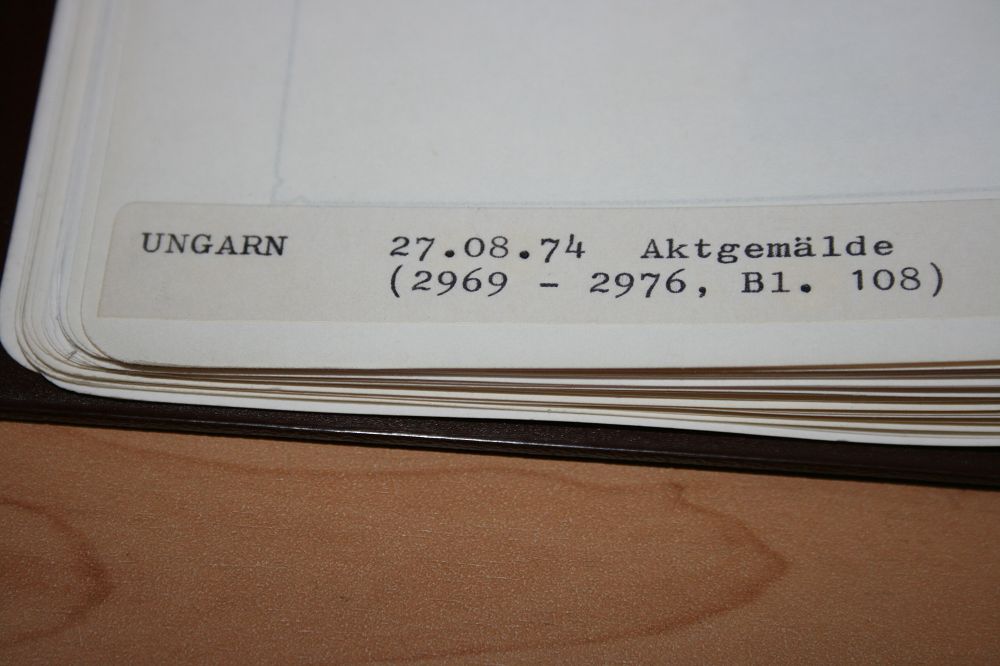 UNGARN 27.08.74 Aktgemälde
(2969 - 2976, Bl. 108)